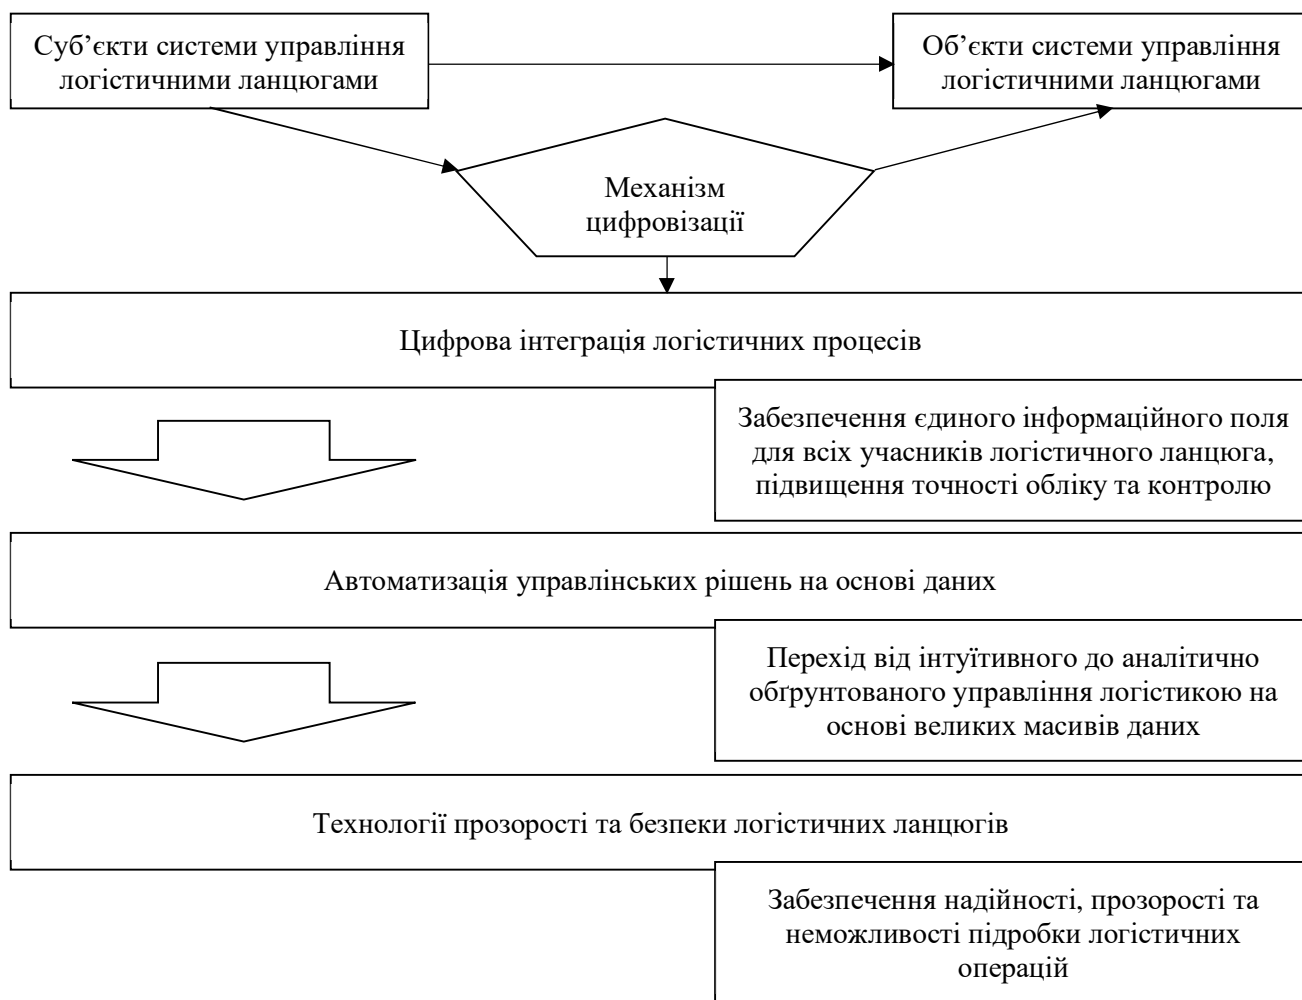 Суб’єкти системи управління
логістичними ланцюгами
Об’єкти системи управління
логістичними ланцюгами
Механізм
цифровізації
Цифрова інтеграція логістичних процесів
Забезпечення єдиного інформаційного поля
для всіх учасників логістичного ланцюга,
підвищення точності обліку та контролю
Автоматизація управлінських рішень на основі даних
Перехід від інтуїтивного до аналітично
обґрунтованого управління логістикою на
основі великих масивів даних
Технології прозорості та безпеки логістичних ланцюгів
Забезпечення надійності, прозорості та
неможливості підробки логістичних
операцій